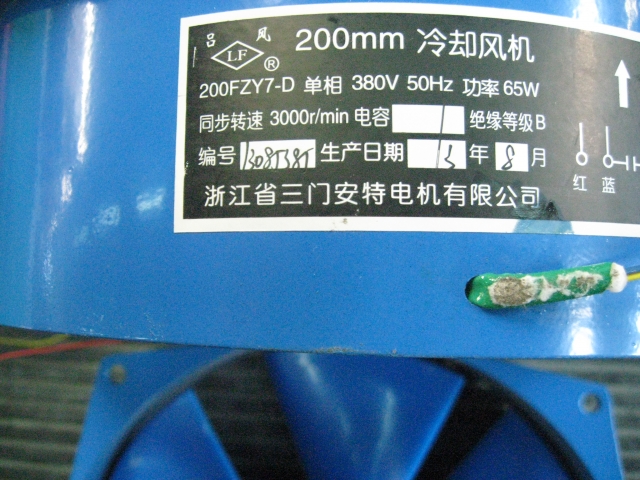 吕 风
LF ®
200mm 冷却风机
200FZY7-D 单相 380V 50Hz 功率 65W
同步转速 3000r/min 电容 绝缘等级 B
编号 生产日期 13 年 8 月
浙江省三门安特电机有限公司
红 蓝